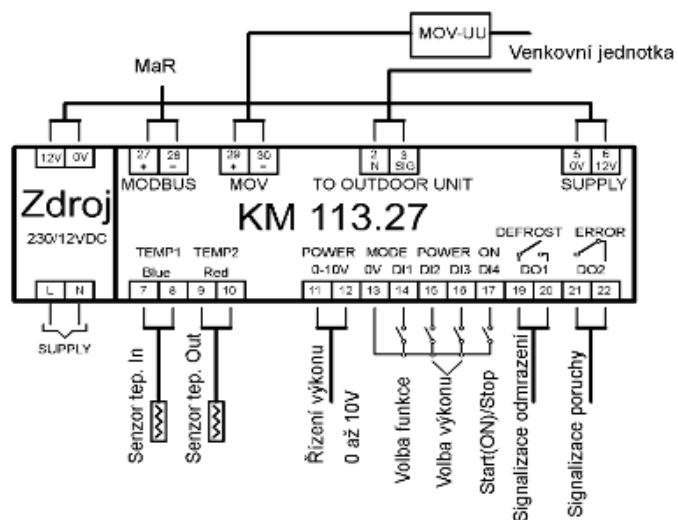 MOV-UU
Venkovní jednotka
MaR
12V 0V
27 28 29 30 2 3 5 6
+ − + − N SIG 0V 12V
MODBUS MOV TO OUTDOOR UNIT SUPPLY
Zdroj
230/12VDC
KM 113.27
DEFROST ERROR
TEMP1 TEMP2 POWER MODE POWER ON
Blue Red 0-10V 0V DI1 DI2 DI3 DI4 DO1 DO2
L N 7 8 9 10 11 12 13 14 15 16 17 19 20 21 22
SUPPLY
Senzor tep. In
Senzor tep. Out
Řízení výkonu
0 až 10V
Volba funkce
Volba výkonu
Start(ON)/Stop
Signalizace odmrazení
Signalizace poruchy